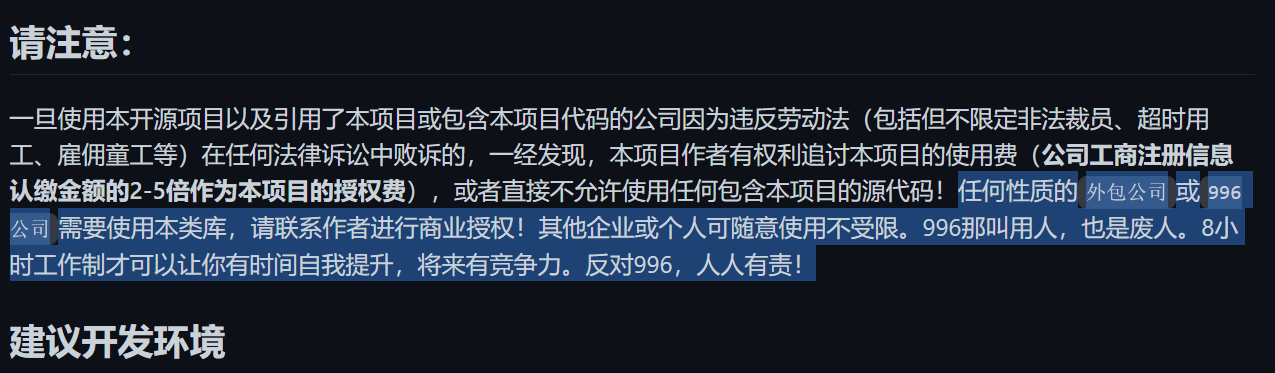 请注意：
一旦使用本开源项目以及引用了本项目或包含本项目代码的公司因为违反劳动法（包括但不限定非法裁员、超时用
工、雇佣童工等）在任何法律诉讼中败诉的，一经发现，本项目作者有权利追讨本项目的使用费（公司工商注册信息
认缴金额的2-5倍作为本项目的授权费），或者直接不允许使用任何包含本项目的源代码！任何性质的 外包公司 或 996
公司 需要使用本类库，请联系作者进行商业授权！其他企业或个人可随意使用不受限。996那叫用人，也是废人。8小
时工作制才可以让你有时间自我提升，将来有竞争力。反对996，人人有责！
建议开发环境